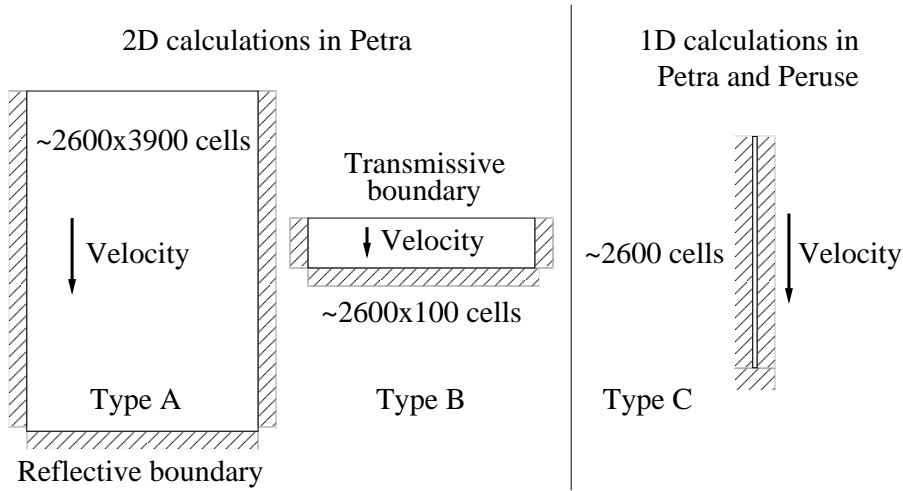 2D calculations in Petra
1D calculations in
Petra and Peruse
~2600x3900 cells
Velocity
Type A
Reflective boundary
Transmissive
boundary
Velocity
~2600x100 cells
Type B
~2600 cells
Velocity
Type C